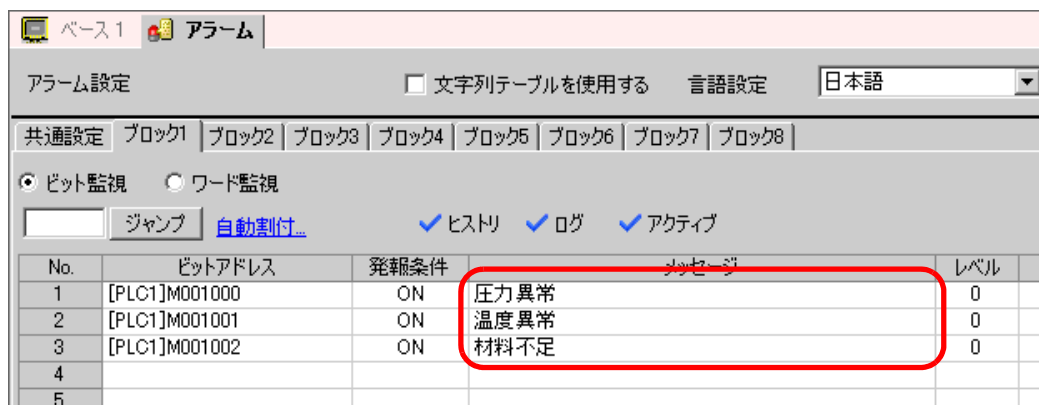 ベース1 アラーム
アラーム設定 文字列テーブルを使用する 言語設定 日本語
共通設定 ブロック1 ブロック2 ブロック3 ブロック4 ブロック5 ブロック6 ブロック7 ブロック8
ビット監視 ワード監視
ジャンプ 自動割付... ヒストリ ログ アクティブ
No. ビットアドレス 発報条件 メッセージ レベル
1 [PLC1]M001000 ON 圧力異常 0
2 [PLC1]M001001 ON 温度異常 0
3 [PLC1]M001002 ON 材料不足 0
4
5